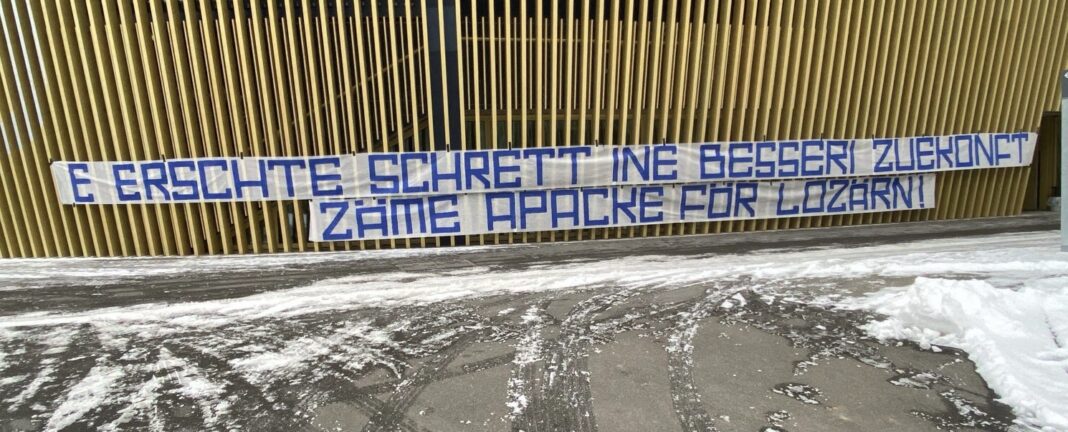 E ERSCHTE SCHRETT INE BESSERI ZUEKONFT
ZÄME APACKE FÖR LOZÄRN!